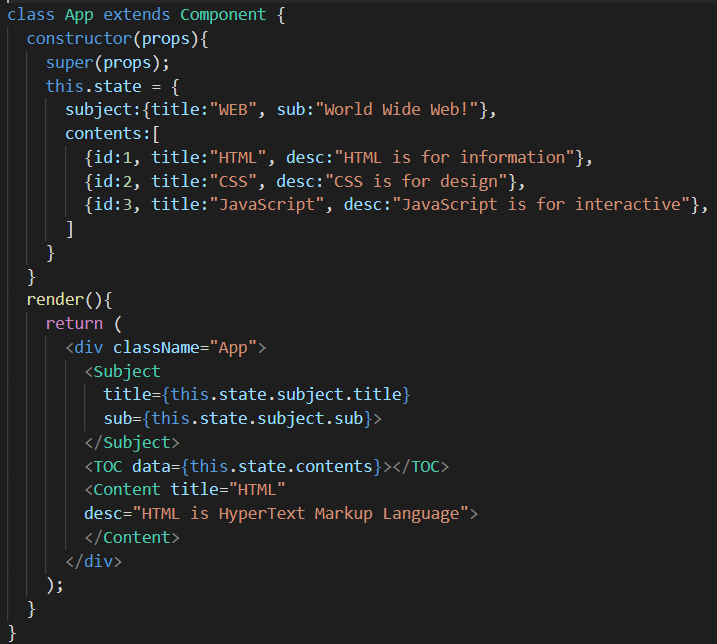 class App extends Component {
  constructor(props){
    super(props);
    this.state = {
      subject:{title:"WEB", sub:"World Wide Web!"},
      contents:[
        {id:1, title:"HTML", desc:"HTML is for information"},
        {id:2, title:"CSS", desc:"CSS is for design"},
        {id:3, title:"JavaScript", desc:"JavaScript is for interactive"},
      ]
    }
  }
  render(){
    return (
      <div className="App">
        <Subject
          title={this.state.subject.title}
          sub={this.state.subject.sub}>
        </Subject>
        <TOC data={this.state.contents}></TOC>
        <Content title="HTML"
        desc="HTML is HyperText Markup Language">
        </Content>
      </div>
    );
  }
}